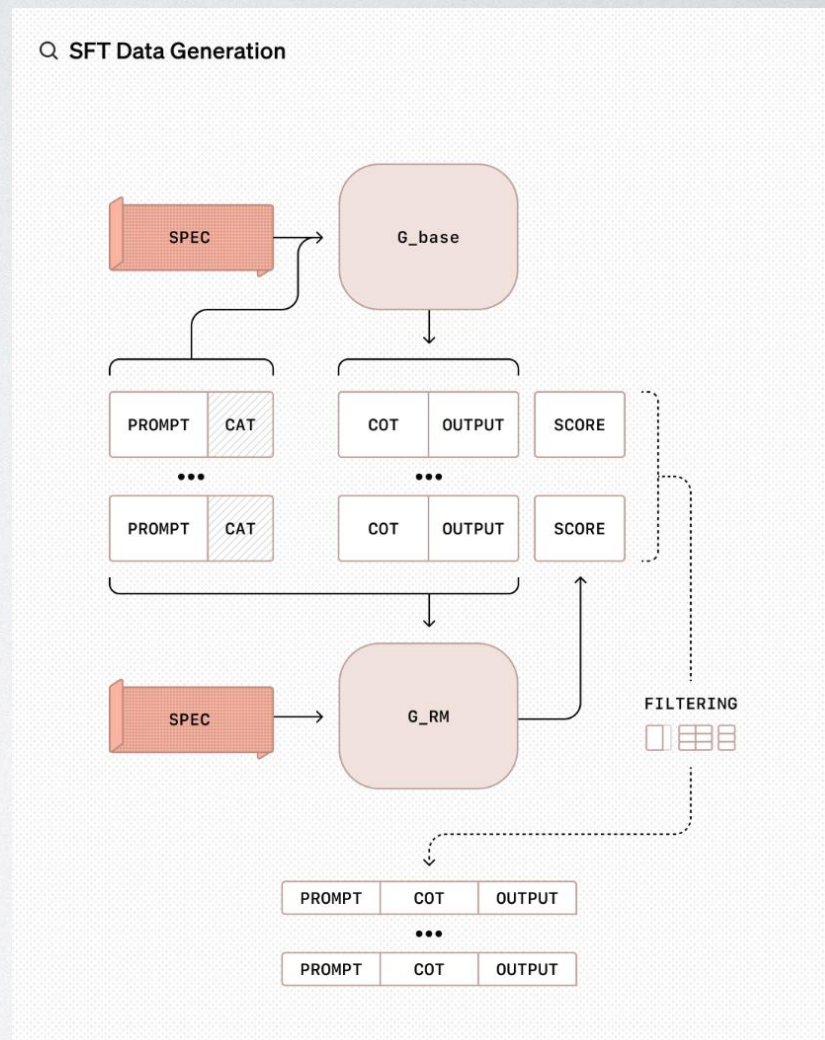 SFT Data Generation
SPEC
G_base
PROMPT CAT COT OUTPUT SCORE
PROMPT CAT COT OUTPUT SCORE
SPEC
G_RM
FILTERING
PROMPT COT OUTPUT
PROMPT COT OUTPUT